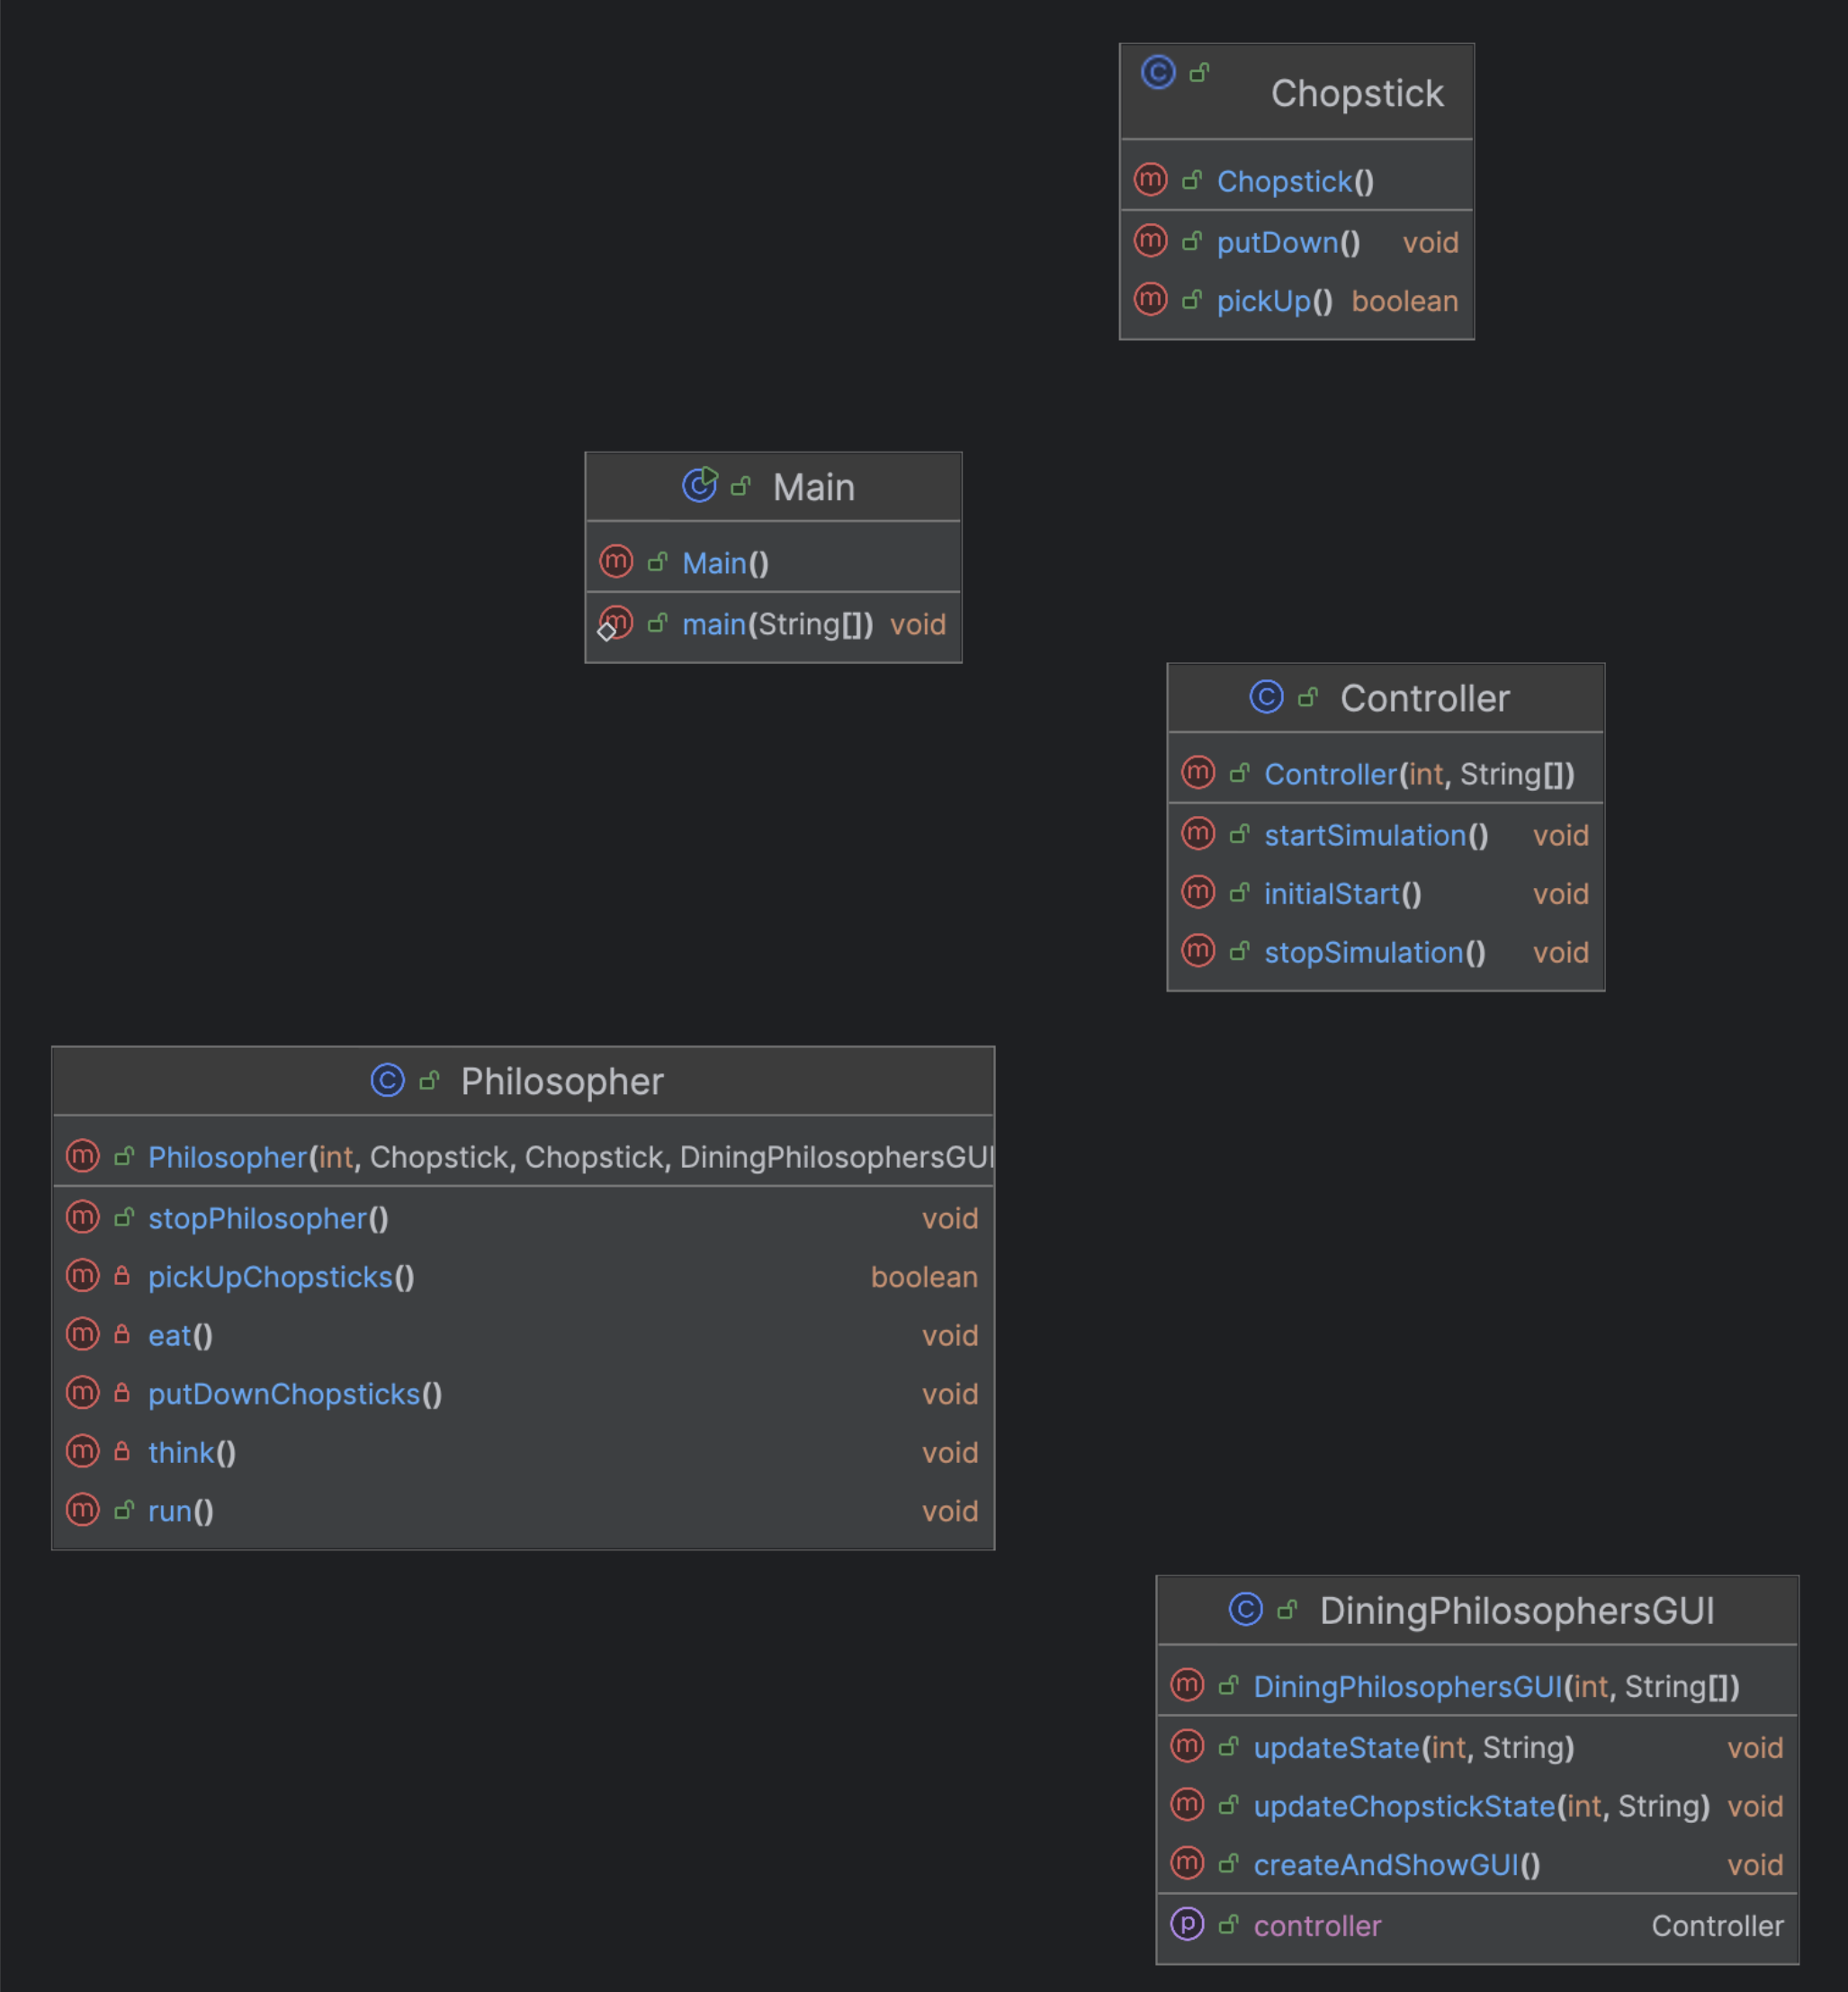 Chopstick
Chopstick()
putDown() void
pickUp() boolean
Main
Main()
main(String[]) void
Controller
Controller(int, String[])
startSimulation() void
initialStart() void
stopSimulation() void
Philosopher
Philosopher(int, Chopstick, Chopstick, DiningPhilosophersGUI
stopPhilosopher() void
pickUpChopsticks() boolean
eat() void
putDownChopsticks() void
think() void
run() void
DiningPhilosophersGUI
DiningPhilosophersGUI(int, String[])
updateState(int, String) void
updateChopstickState(int, String) void
createAndShowGUI() void
controller Controller